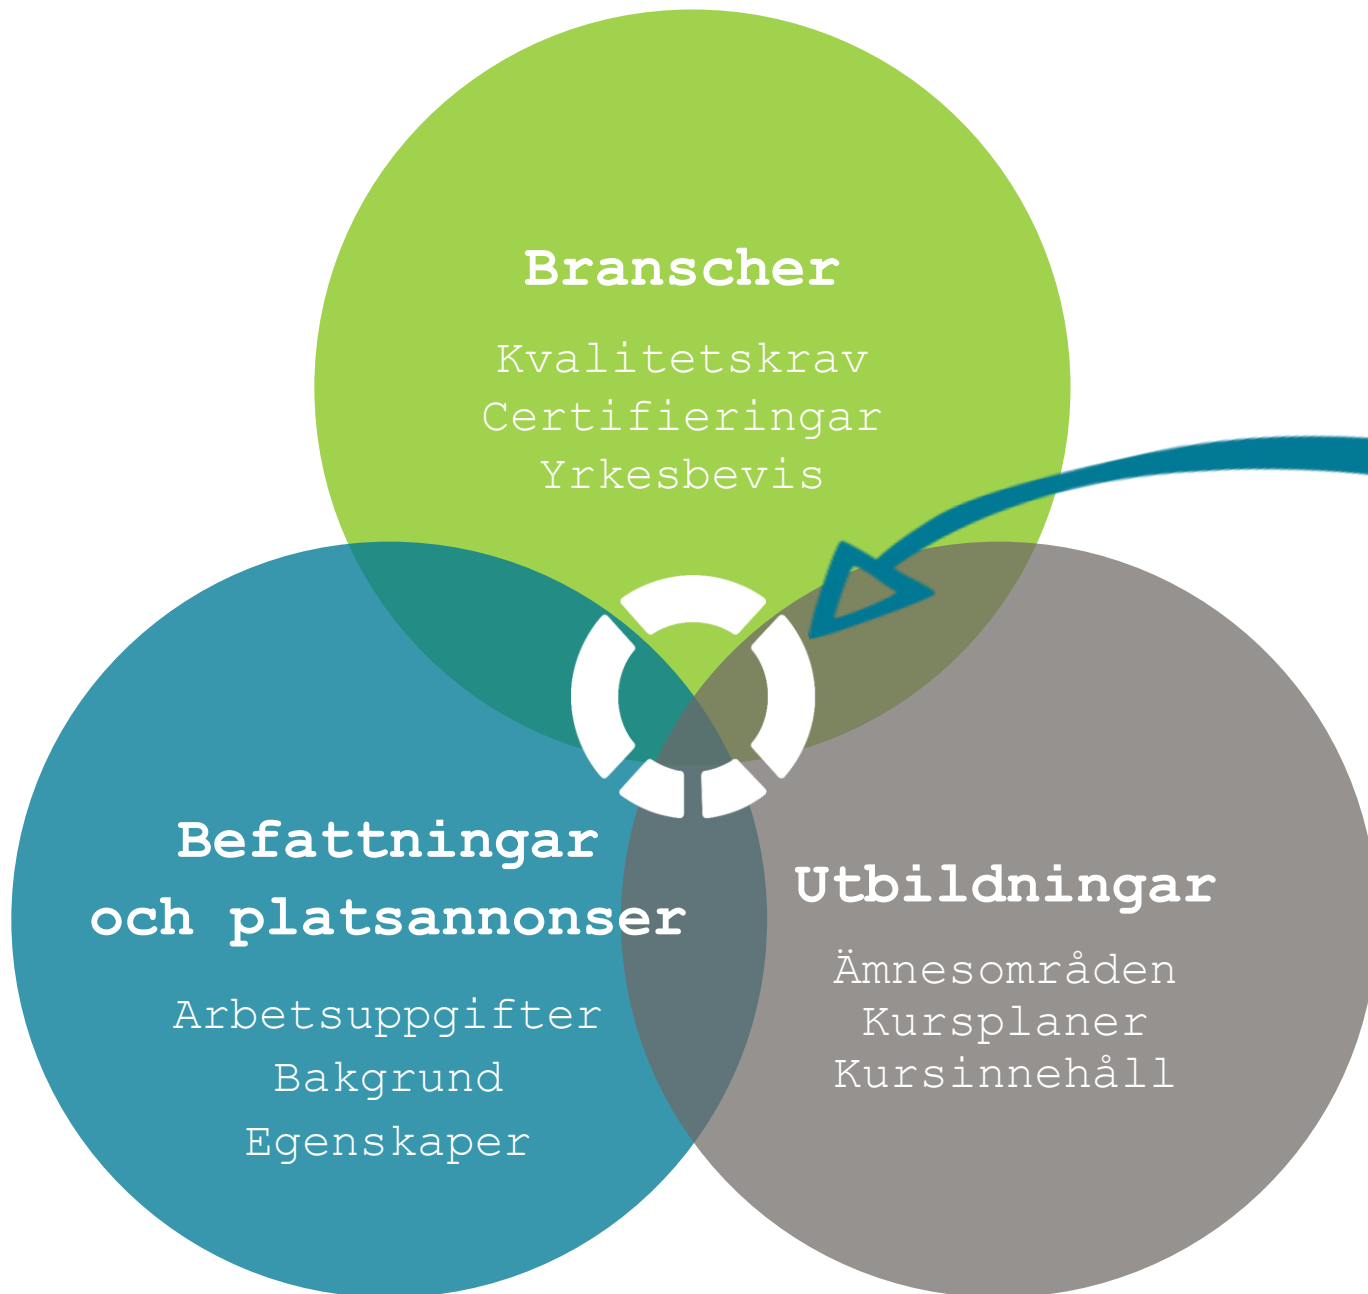 Branscher
Kvalitetskrav
Certifieringar
Yrkesbevis
Befattningar
och platsannonser
Arbetsuppgifter
Bakgrund
Egenskaper
Utbildningar
Ämnesområden
Kursplaner
Kursinnehåll